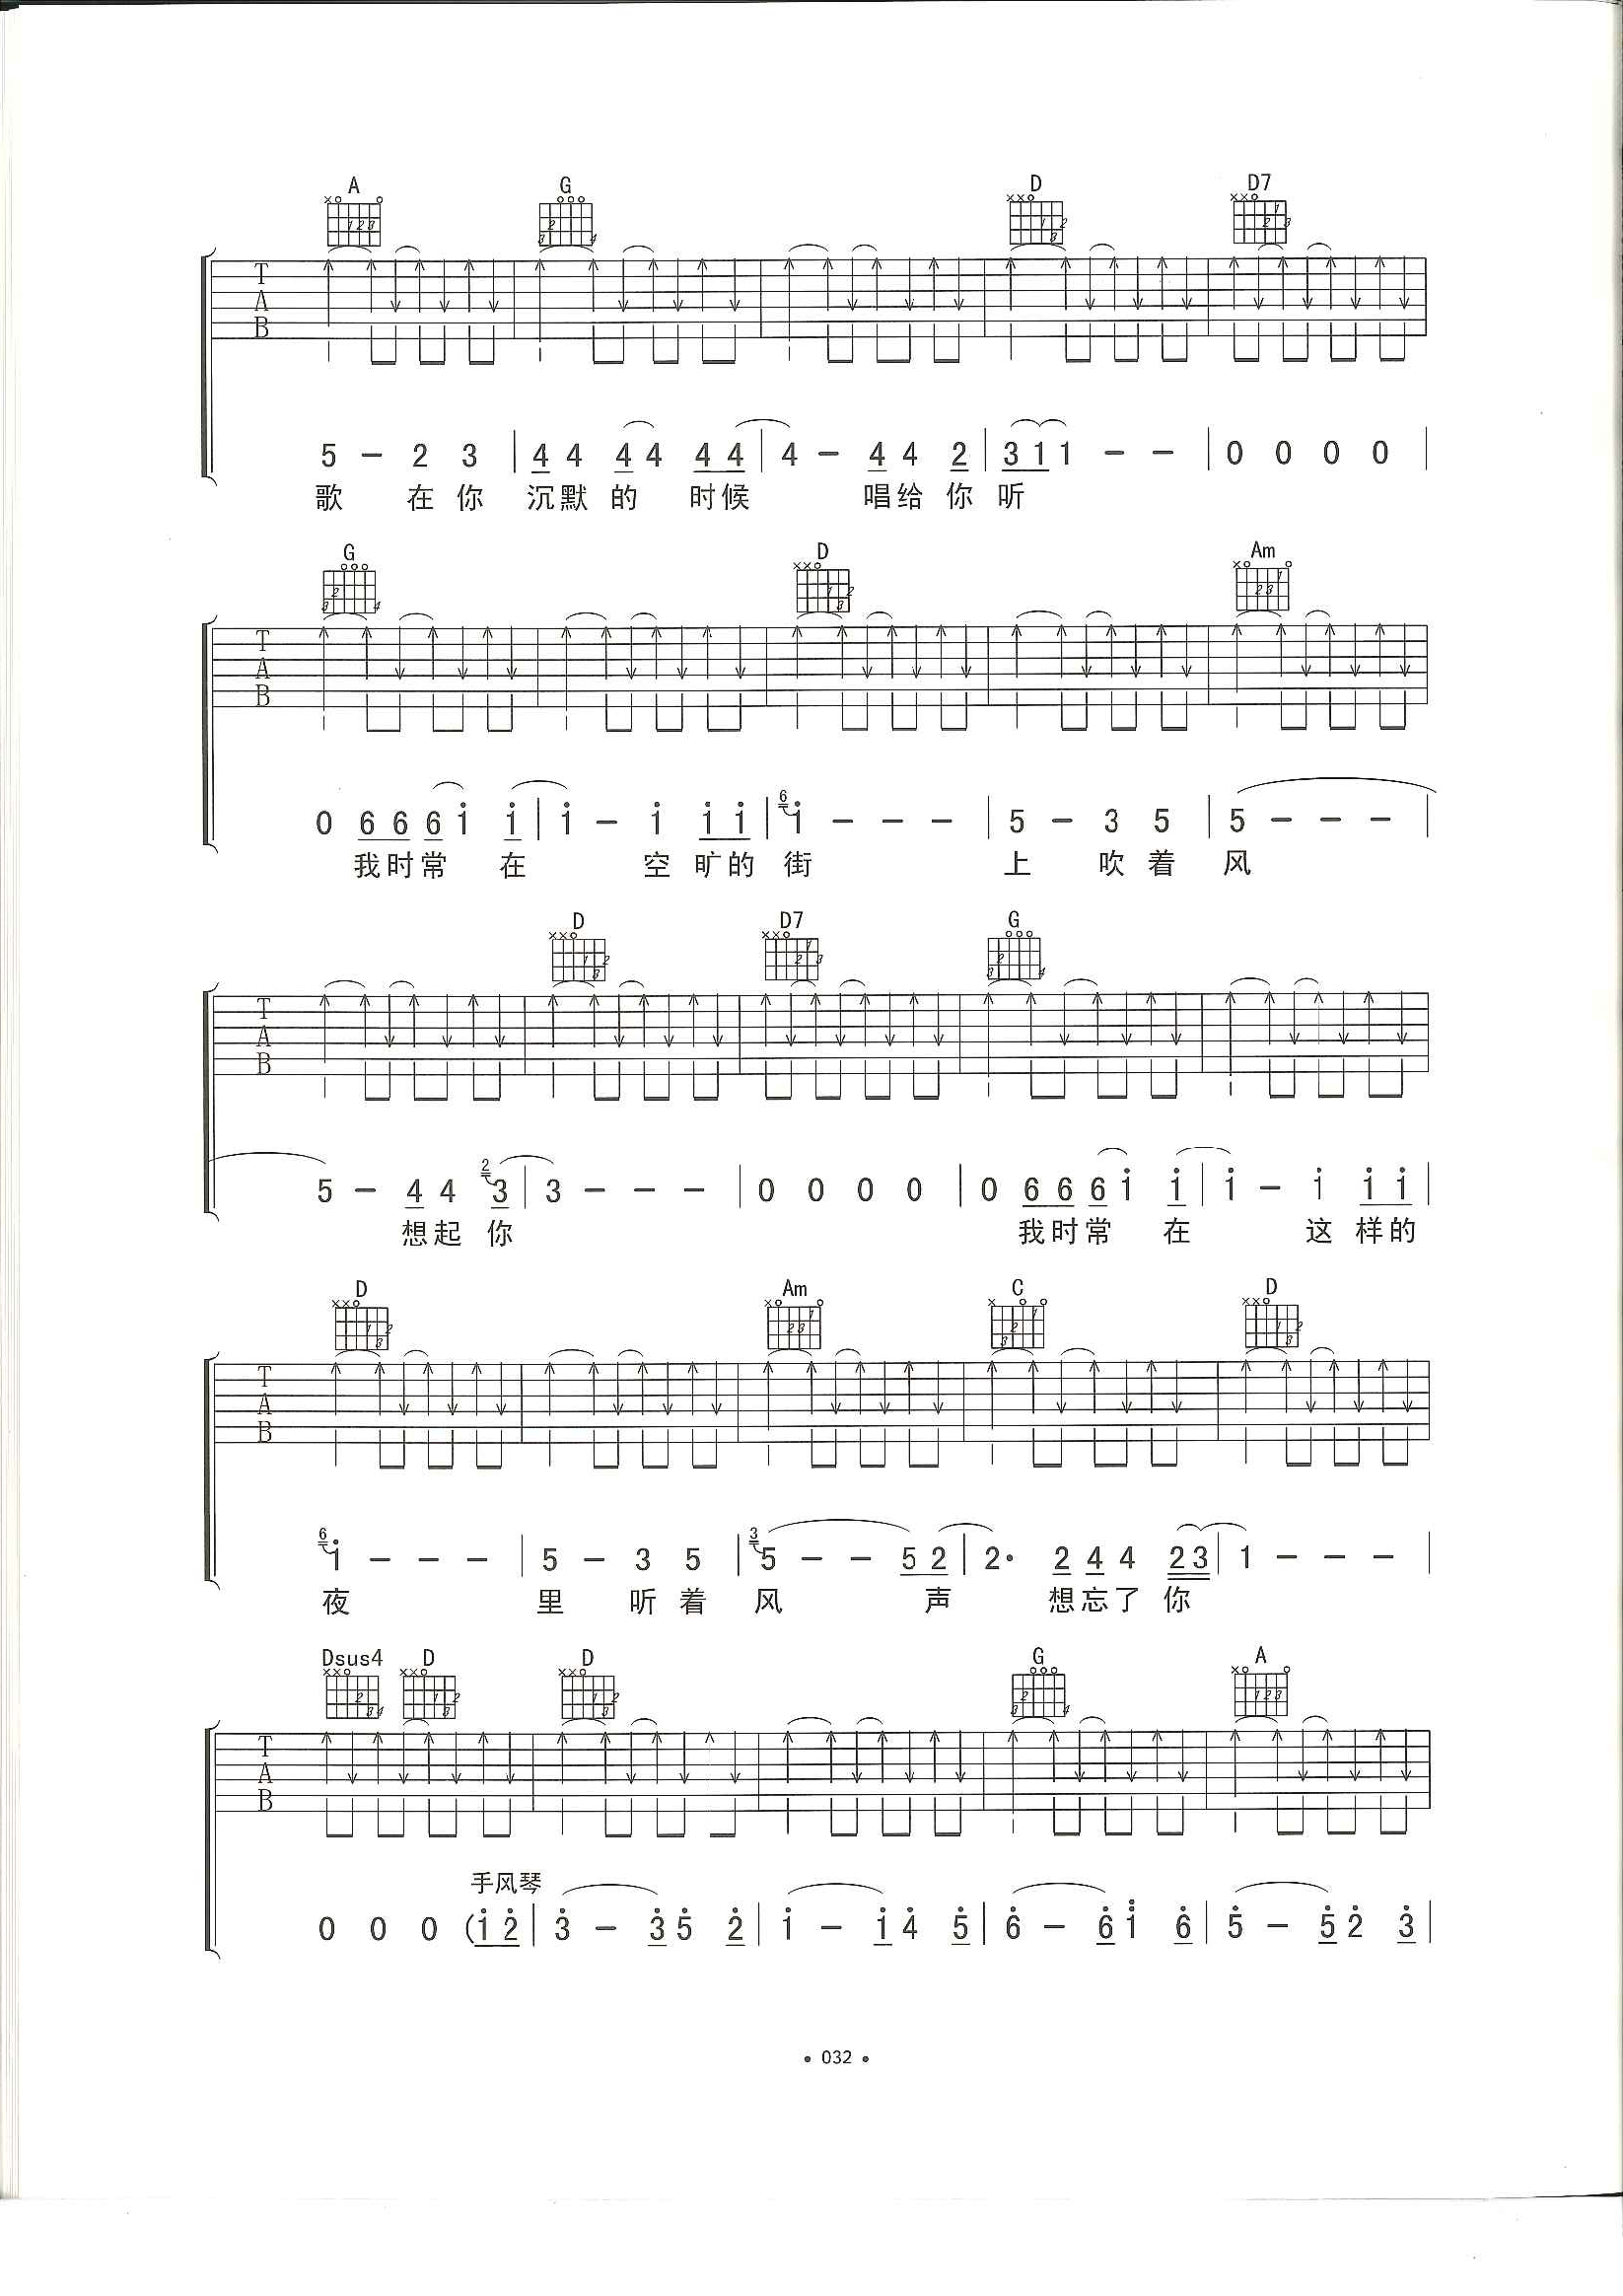 A G D D7
T A B
5 - 2 3 | 4 4 4 4 4 4 | 4 - 4 4 2 | 3 1 1 - - | 0 0 0 0 |
歌 在你 沉默的 时候 唱给你听
G D Am
T A B
0 6 6 6 i i | i - i i i | 6 i - - - | 5 - 3 5 | 5 - - - |
我时常 在 空旷的街 上 吹着风
D D7 G
T A B
5 - 4 4 2 3 | 3 - - - | 0 0 0 0 | 0 6 6 6 i i | i - i i i |
想起你 我时常 在 这样的
D Am C D
T A B
6 i - - - | 5 - 3 5 | 3 5 - - 5 2 | 2 · 2 4 4 2 3 | 1 - - - |
夜 里 听着风 声 想忘了你
Dsus4 D D G A
T A B
手风琴
0 0 0 (i 2 | 3 - 3 5 2 | i - i 4 5 | 6 - 6 i 6 | 5 - 5 2 3 |
• 032 •